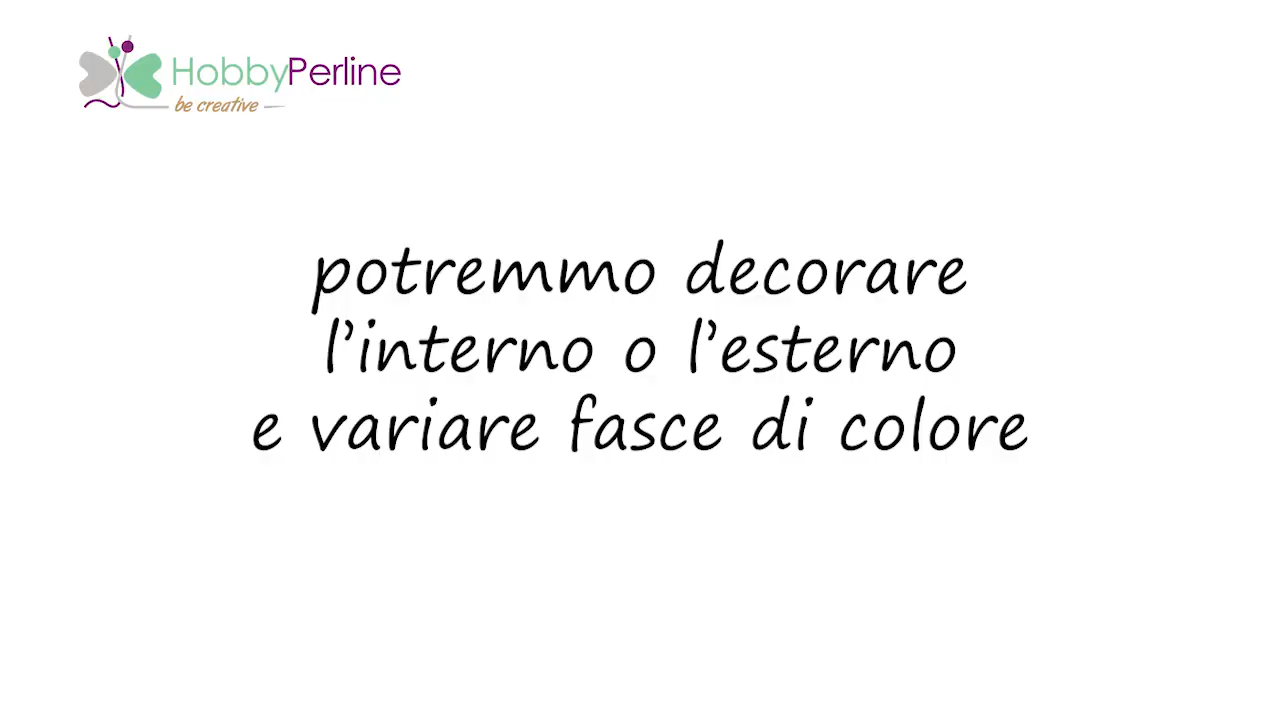 HobbyPerline
be creative
potremmo decorare
l’interno o l’esterno
e variare fasce di colore